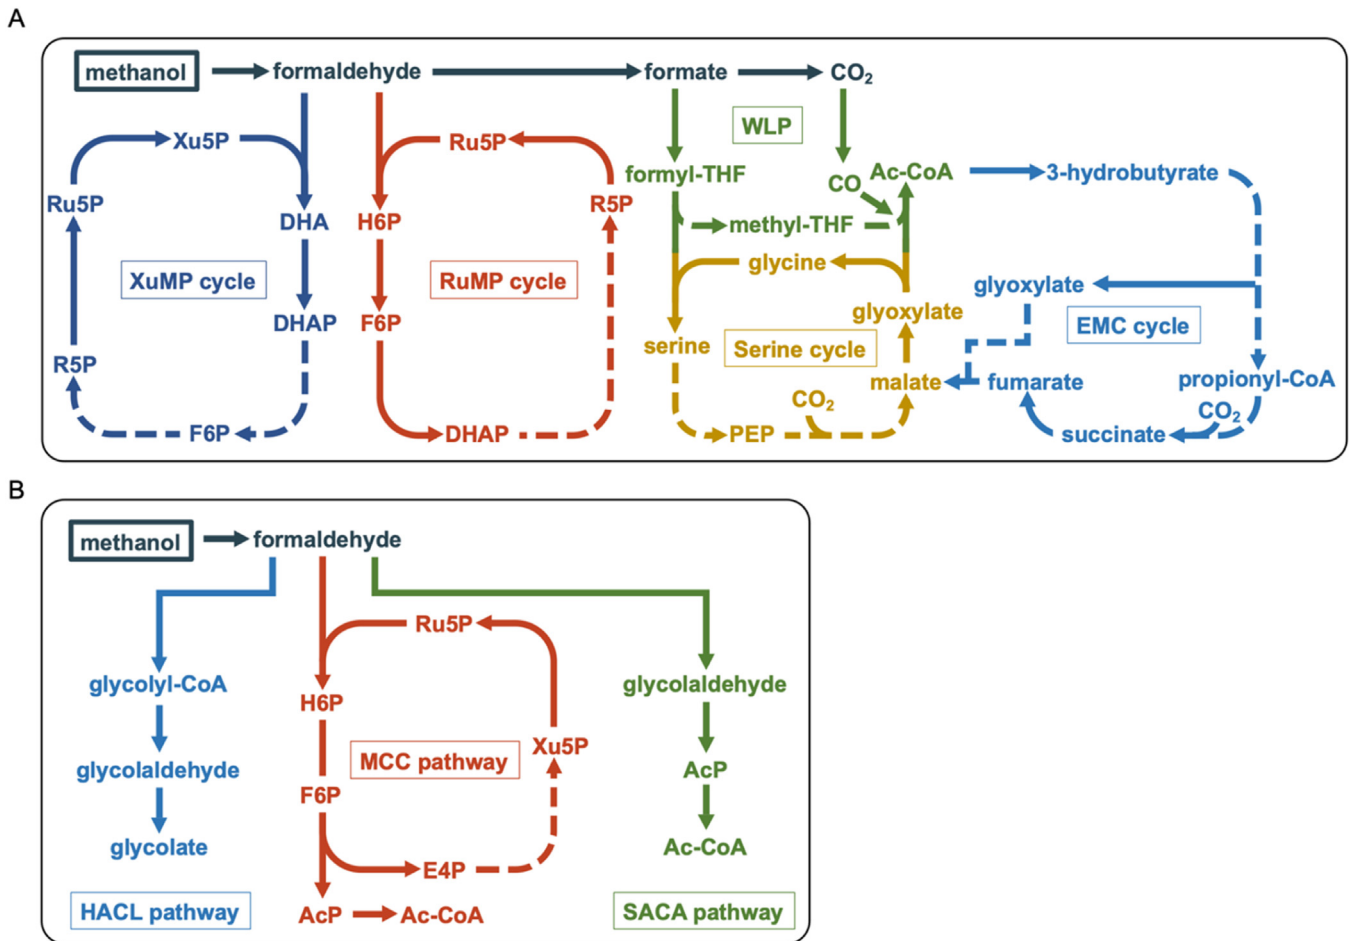 A
methanol formaldehyde formate CO₂
WLP
Xu5P Ru5P
formyl-THF CO Ac-CoA 3-hydrobutyrate
Ru5P DHA H6P R5P methyl-THF
XuMP cycle RuMP cycle glycine glyoxylate
DHAP F6P glyoxylate EMC cycle
R5P serine Serine cycle
malate fumarate propionyl-CoA
CO₂ CO₂
F6P DHAP PEP succinate
B
methanol formaldehyde
Ru5P
glycolyl-CoA H6P glycolaldehyde
MCC pathway Xu5P
glycolaldehyde F6P AcP
glycolate E4P Ac-CoA
HACL pathway AcP Ac-CoA SACA pathway